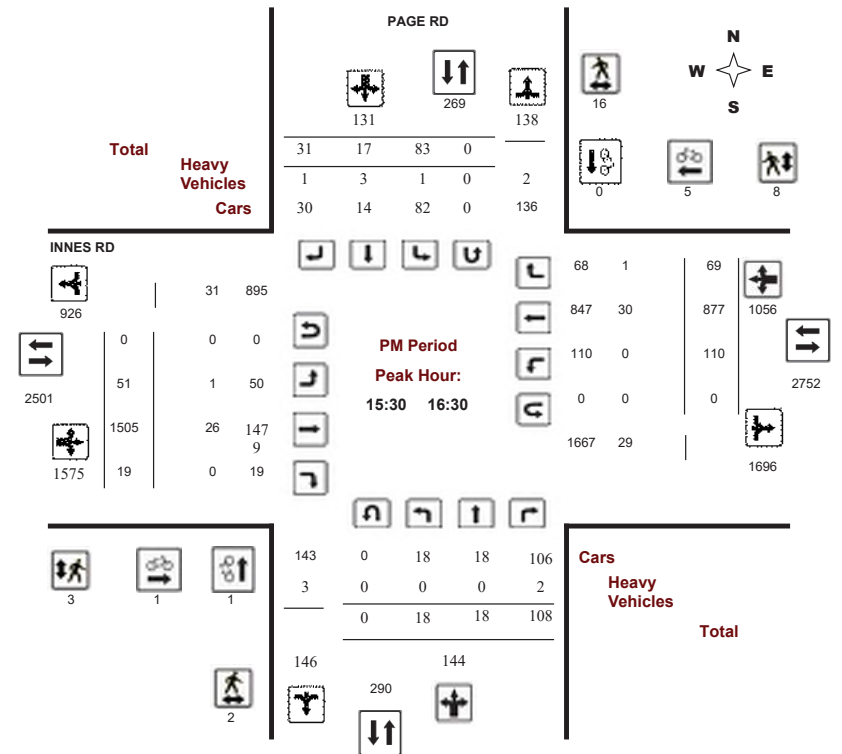 PAGE RD
N
W E
S
269
16
131 138
Total 31 17 83 0
Heavy
Vehicles 1 3 1 0 2
Cars 30 14 82 0 136
0 5 8
INNES RD
68 1 69
31 895
926
847 30 877 1056
0 0 0
PM Period
110 0 110
2501
51 1 50
Peak Hour:
2752
15:30 16:30
0 0 0
1505 26 147
9
1667 29
1696
1575 19 0 19
143 0 18 18 106 Cars
3 0 0 0 2 Heavy
Vehicles
3 1 1
0 18 18 108 Total
146 144
290
2